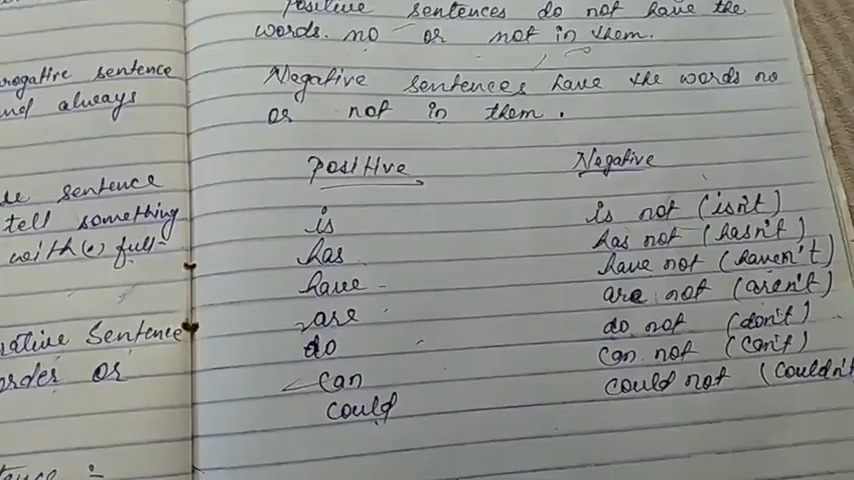 sentence
and always
sentence
tell something
with (.) full-
Sentence
order or
Positive sentences do not have the
words. no or not in them.
Negative sentences have the words no
or not in them.
Positive Negative
is is not (isn't)
has has not (hasn't)
have have not (haven't)
are are not (aren't)
do do not (don't)
can can not (can't)
could could not (couldn't